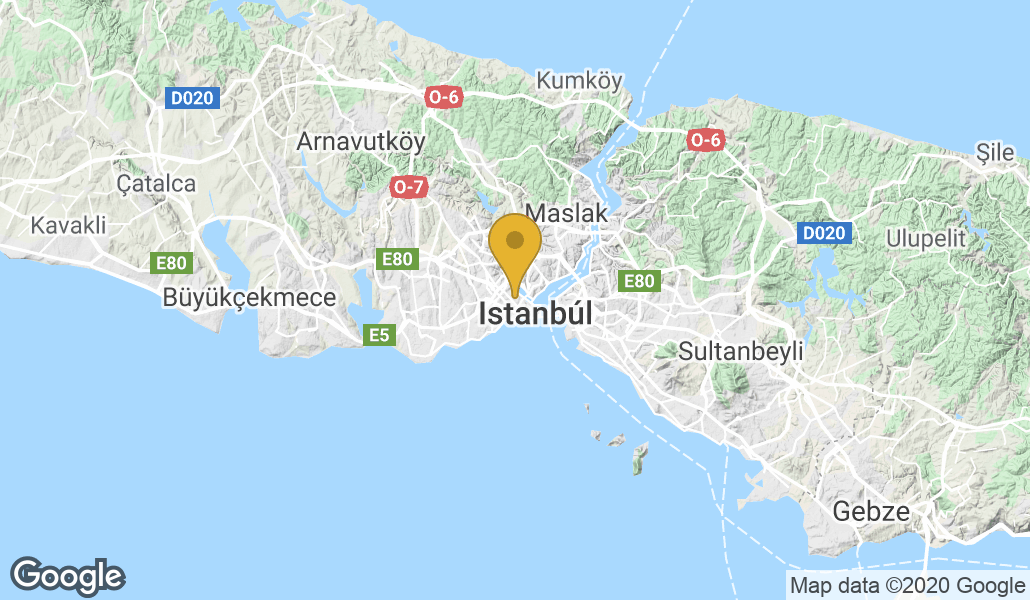 Kumköy
D020
O-6
O-6
Arnavutköy
Şile
Çatalca
O-7
Maslak
Kavakli
D020
Ulupelit
E80
E80
E80
Büyükçekmece
Istanbúl
E5
Sultanbeyli
Gebze
Google
Map data ©2020 Google